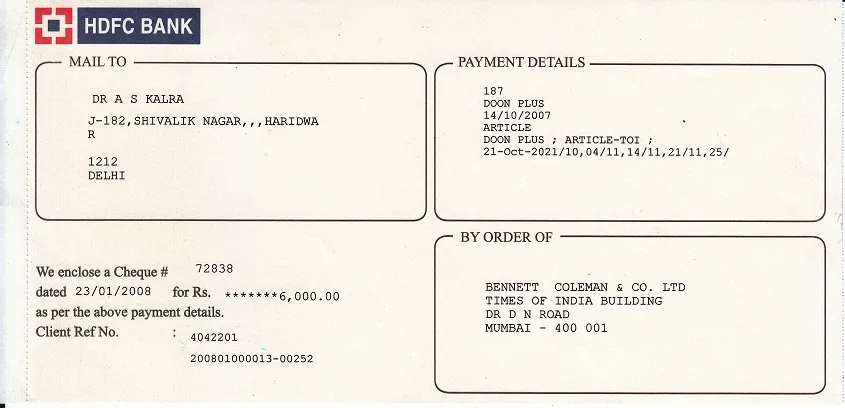 HDFC BANK
MAIL TO
DR A S KALRA
J-182,SHIVALIK NAGAR,,,HARIDWA
R
1212
DELHI
PAYMENT DETAILS
187
DOON PLUS
14/10/2007
ARTICLE
DOON PLUS ; ARTICLE-TOI ;
21-Oct-2021/10,04/11,14/11,21/11,25/
We enclose a Cheque # 72838
dated 23/01/2008 for Rs. *******6,000.00
as per the above payment details.
Client Ref No. : 4042201
200801000013-00252
BY ORDER OF
BENNETT COLEMAN & CO. LTD
TIMES OF INDIA BUILDING
DR D N ROAD
MUMBAI - 400 001